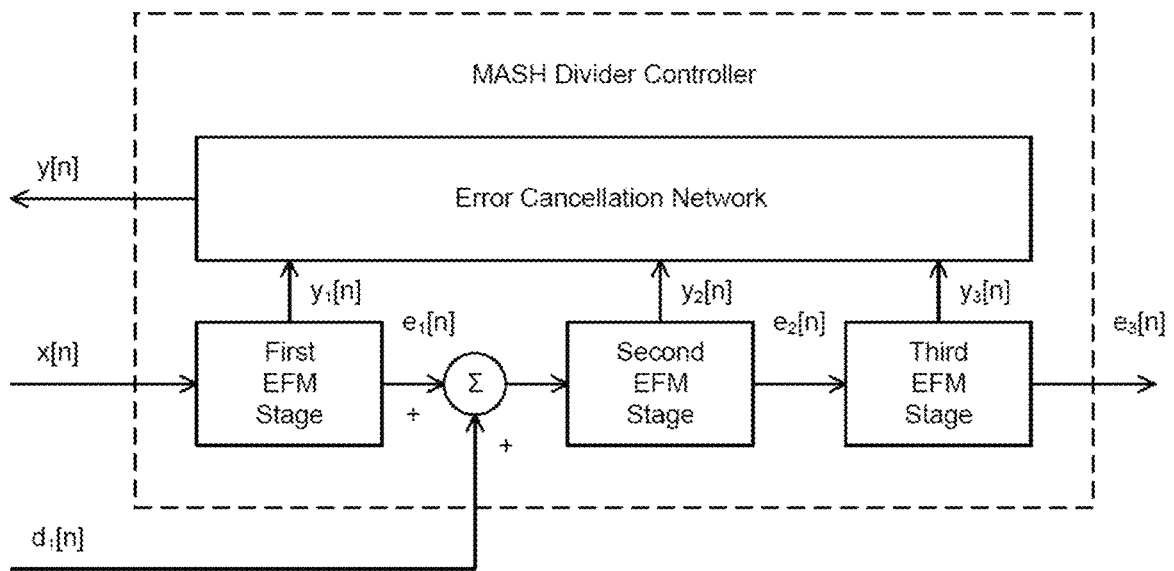 MASH Divider Controller
y[n]
Error Cancellation Network
y₁[n]
y₂[n]
y₃[n]
x[n]
e₁[n]
e₂[n]
e₃[n]
First
EFM
Stage
Σ
Second
EFM
Stage
Third
EFM
Stage
+
+
d₁[n]